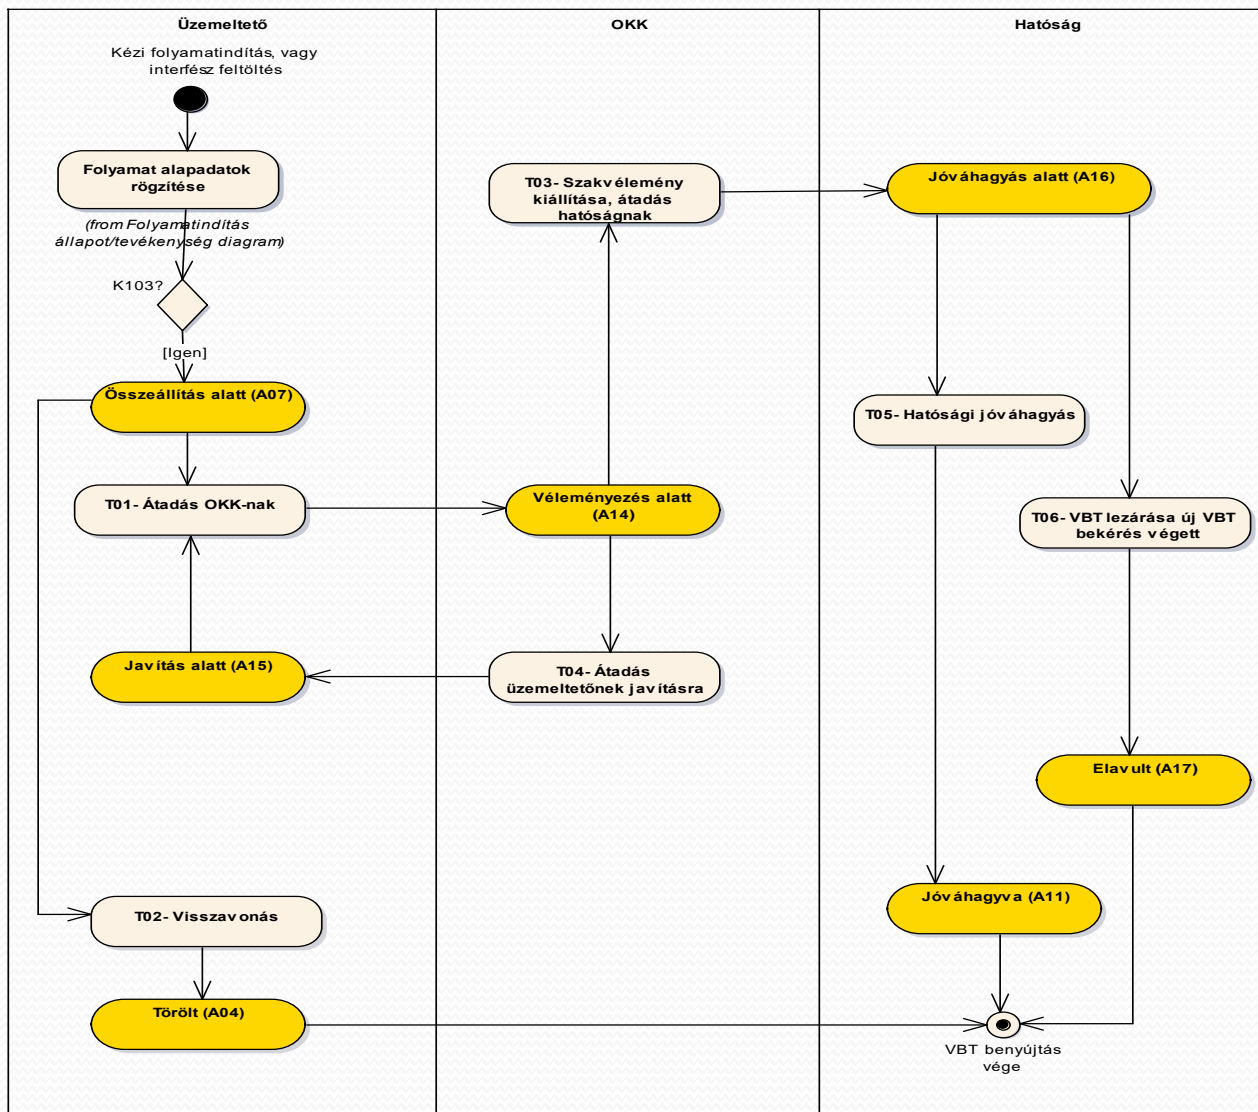 Üzemeltető
OKK
Hatóság
Kézi folyamatindítás, vagy
interfész feltöltés
Folyamat alapadatok
rögzítése
(from Folyamatindítás
állapot/tevékenység diagram)
K103?
[Igen]
Összeállítás alatt (A07)
T01- Átadás OKK-nak
Javítás alatt (A15)
T02- Visszavonás
Törölt (A04)
T03- Szakvélemény
kiállítása, átadás
hatóságnak
Véleményezés alatt
(A14)
T04- Átadás
üzemeltetőnek javításra
Jóváhagyás alatt (A16)
T05- Hatósági jóváhagyás
T06- VBT lezárása új VBT
bekérés végett
Elavult (A17)
Jóváhagyva (A11)
VBT benyújtás
vége